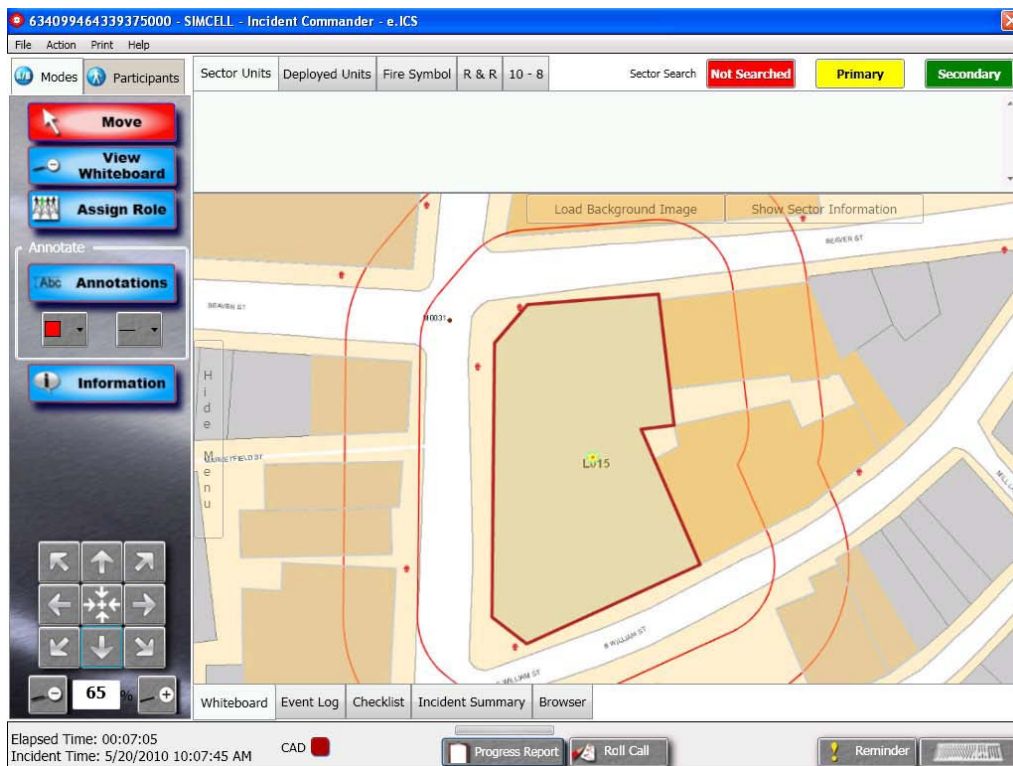 634099464339375000 - SIMCELL - Incident Commander - e.ICS
File Action Print Help
Modes Participants
Sector Units Deployed Units Fire Symbol R & R 10 - 8 Sector Search Not Searched Primary Secondary
Move
View
Whiteboard
Assign Role
Annotate
Abc Annotations
Information
Load Background Image Show Sector Information
BEAVER ST
BEAVER ST
Hide Menu
L015
S WILLIAM ST
65 %
Whiteboard Event Log Checklist Incident Summary Browser
Elapsed Time: 00:07:05
Incident Time: 5/20/2010 10:07:45 AM
CAD
Progress Report Roll Call Reminder